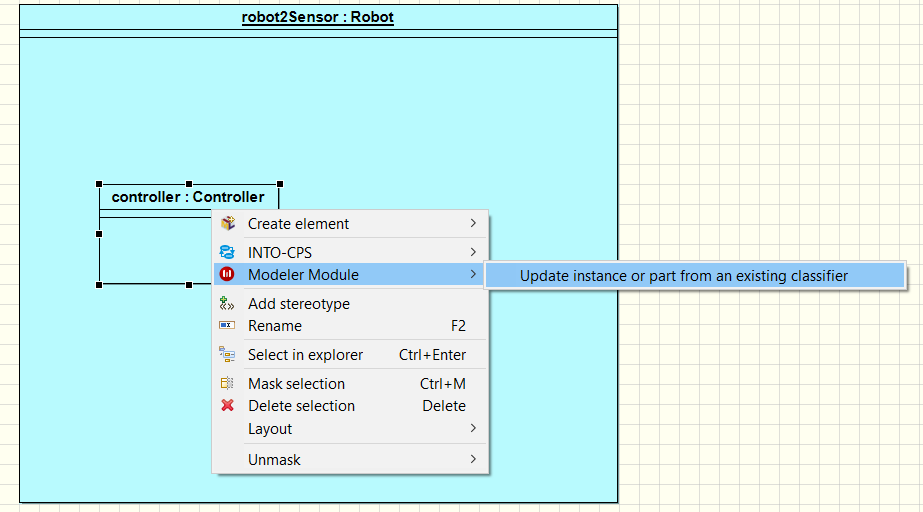 robot2Sensor : Robot
controller : Controller
Create element
INTO-CPS
Modeler Module
Update instance or part from an existing classifier
Add stereotype
Rename F2
Select in explorer Ctrl+Enter
Mask selection Ctrl+M
Delete selection Delete
Layout
Unmask